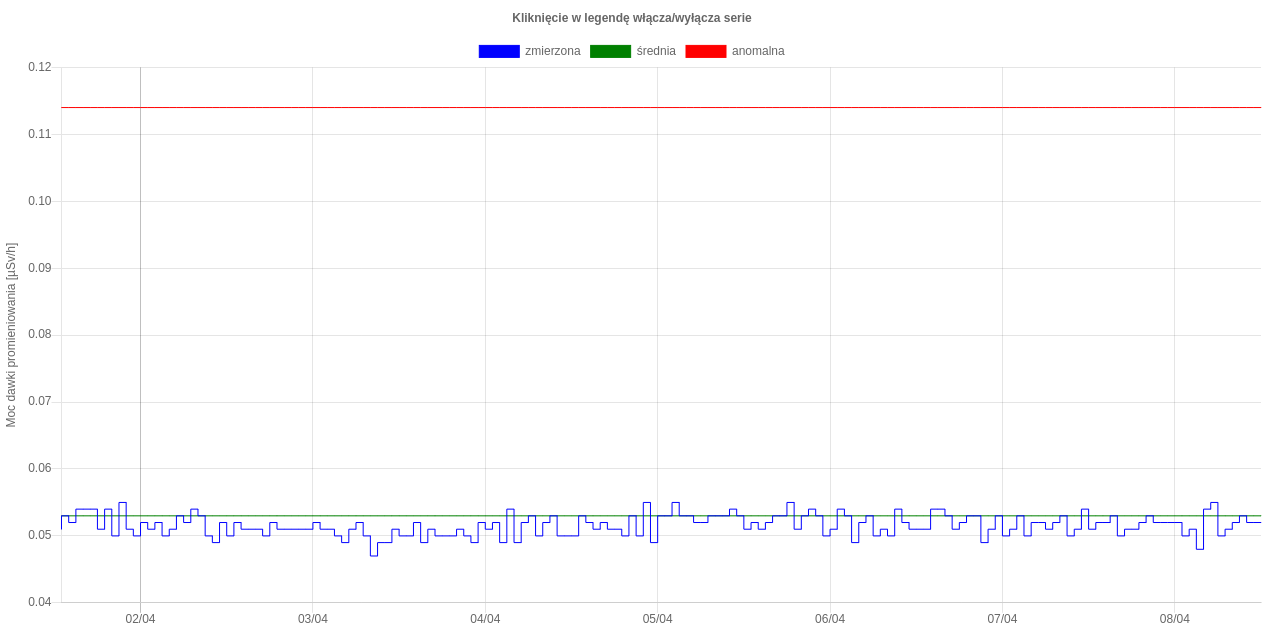 Kliknięcie w legendę włącza/wyłącza serie
zmierzona średnia anomalna
Moc dawki promieniowania [µSv/h]
0.12
0.11
0.10
0.09
0.08
0.07
0.06
0.05
0.04
02/04 03/04 04/04 05/04 06/04 07/04 08/04